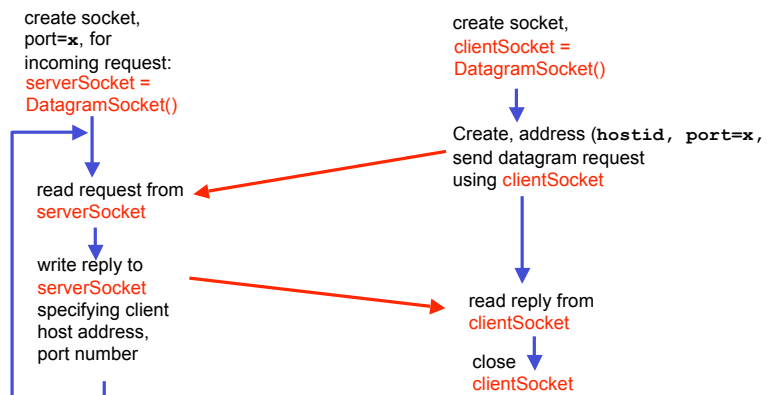 create socket,
port=x, for
incoming request:
serverSocket =
DatagramSocket()
read request from
serverSocket
write reply to
serverSocket
specifying client
host address,
port number
create socket,
clientSocket =
DatagramSocket()
Create, address (hostid, port=x,
send datagram request
using clientSocket
read reply from
clientSocket
close
clientSocket